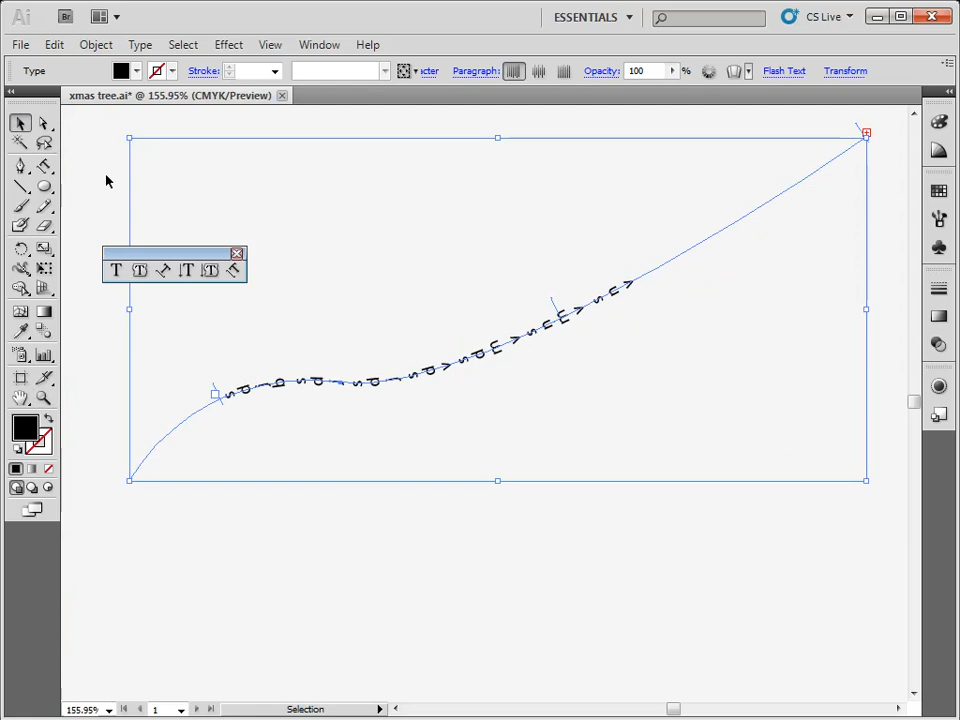 Ai Br ESSENTIALS CS Live
File Edit Object Type Select Effect View Window Help
Type Stroke: cter Paragraph: Opacity: 100 % Flash Text Transform
xmas tree.ai* @ 155.95% (CMYK/Preview)
T T T T T T
155.95% 1 Selection